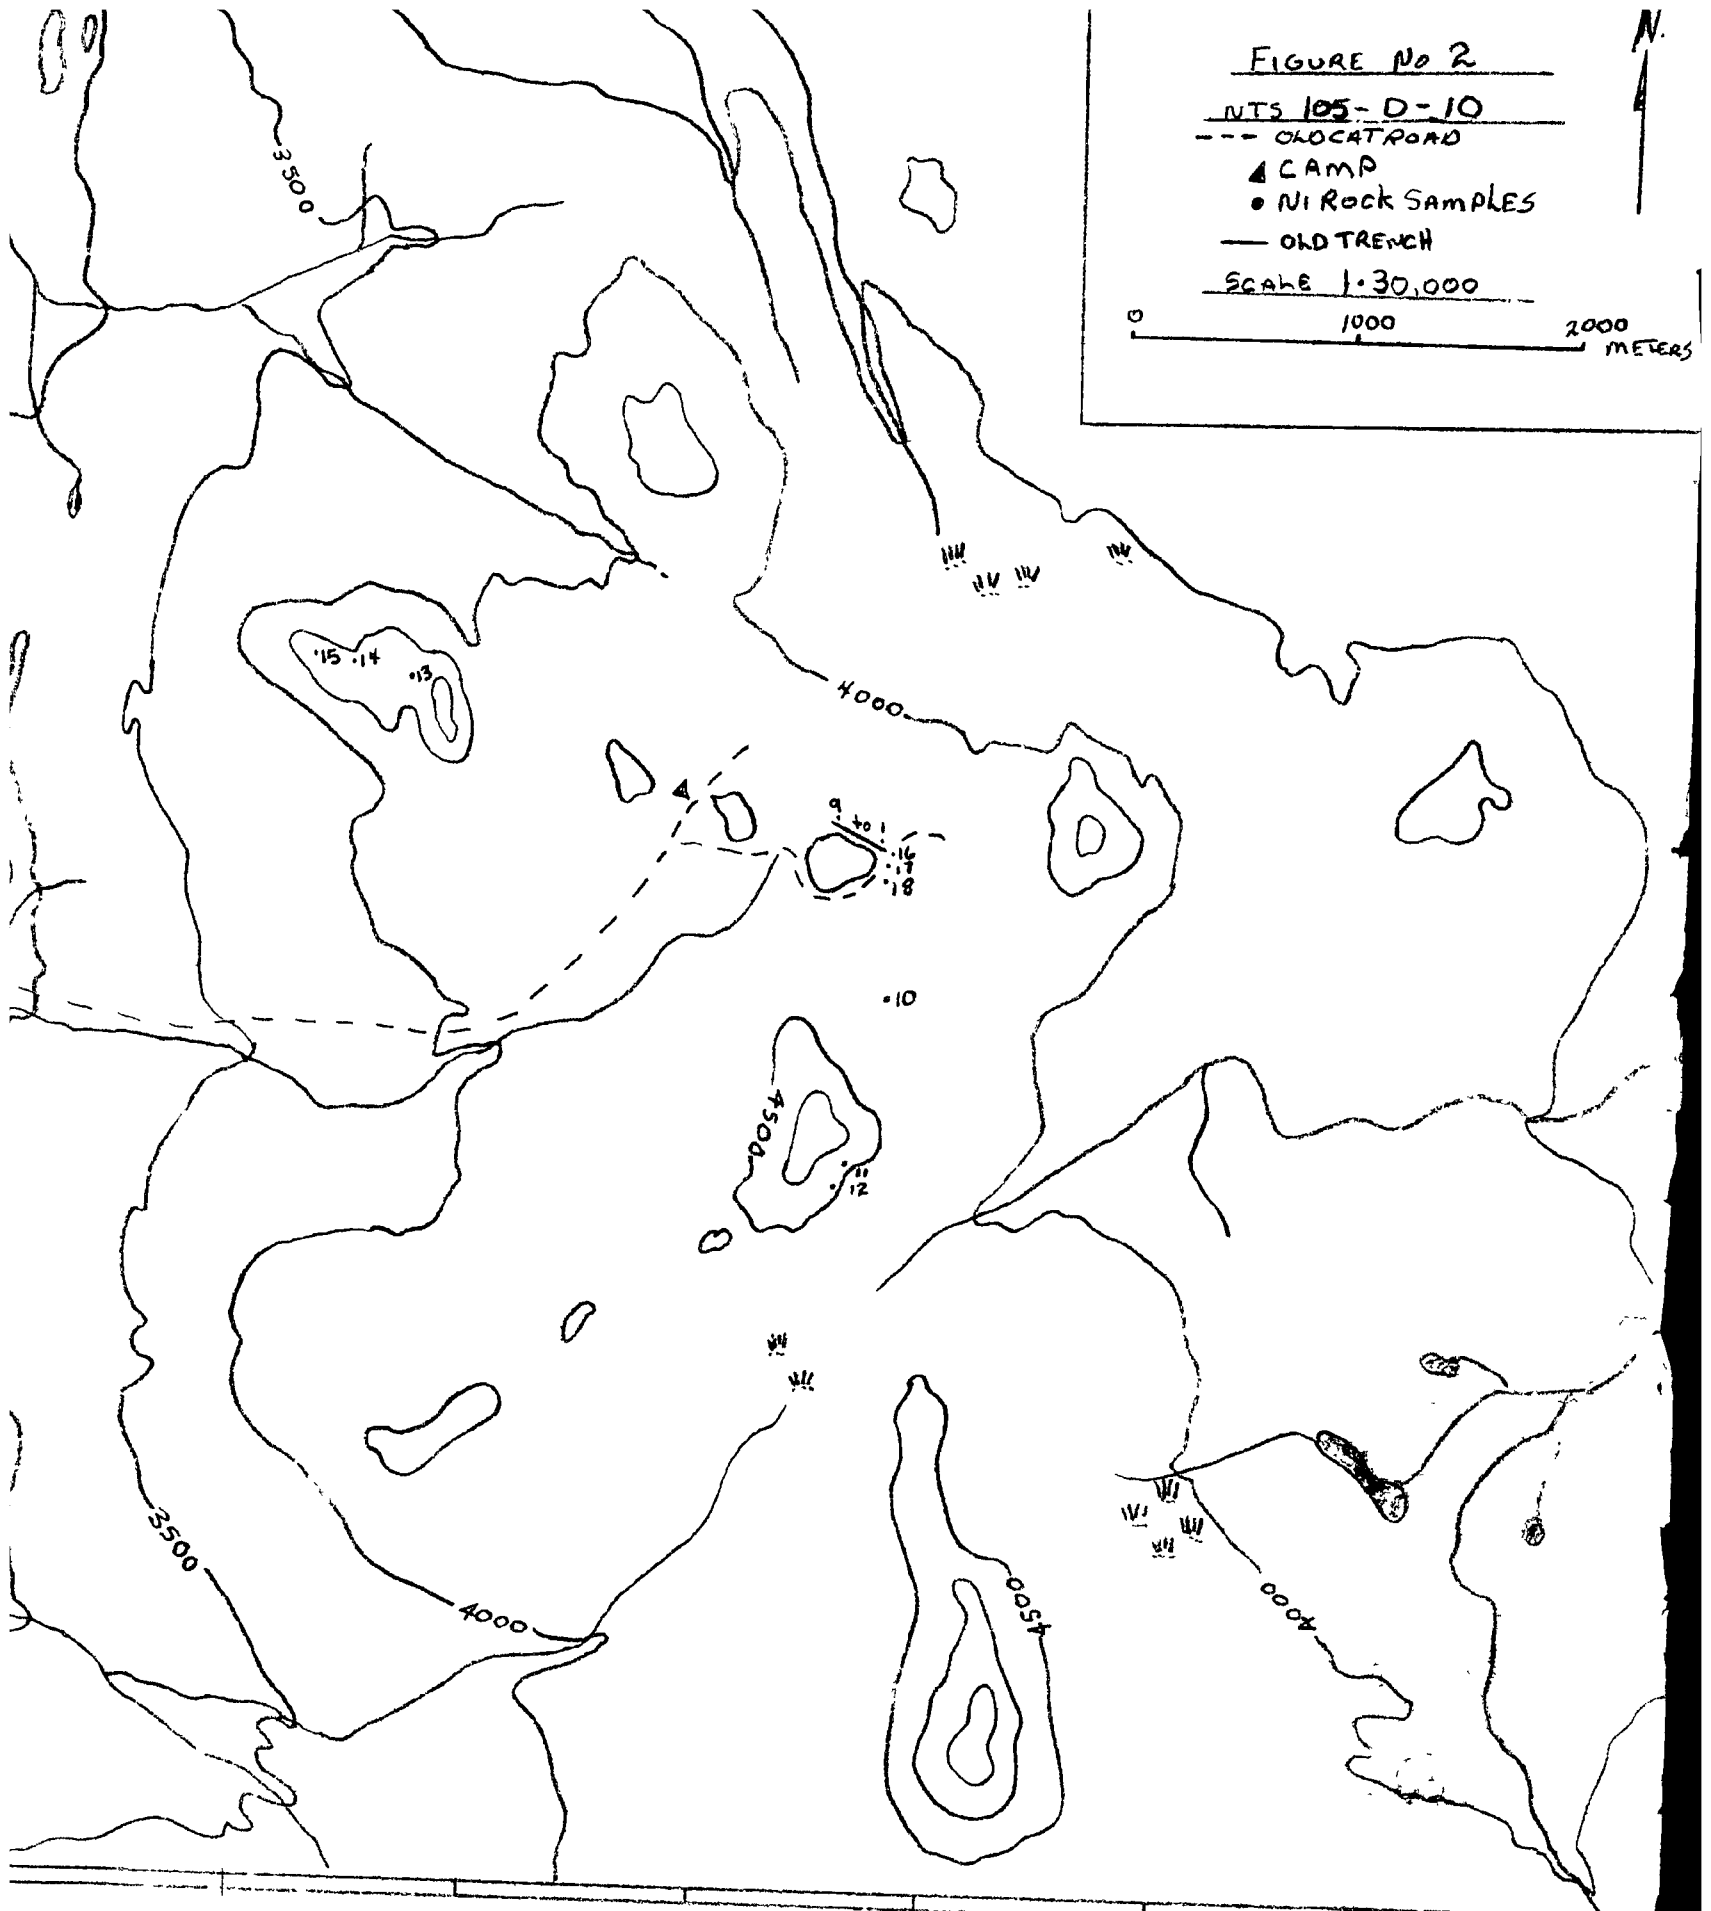 N.
FIGURE No 2
NTS 105-D-10
--- OLD CAT ROAD
CAMP
• Ni Rock SAMPLES
— OLD TRENCH
SCALE 1:30,000
0 1000 2000
METERS
3500
.15 .14
.13
4000
9 to 1
.16
.17
.18
.10
4500
.11
.12
3500
4000
4500
4000